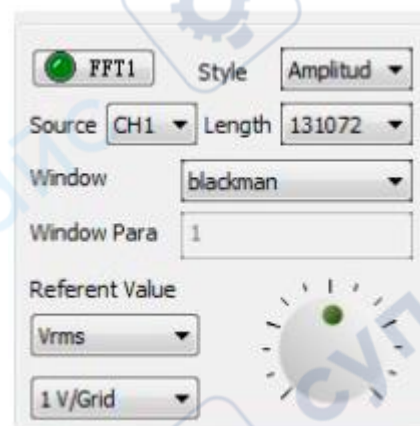 FFT1 Style Amplitud
Source CH1 Length 131072
Window blackman
Window Para 1
Referent Value
Vrms
1 V/Grid